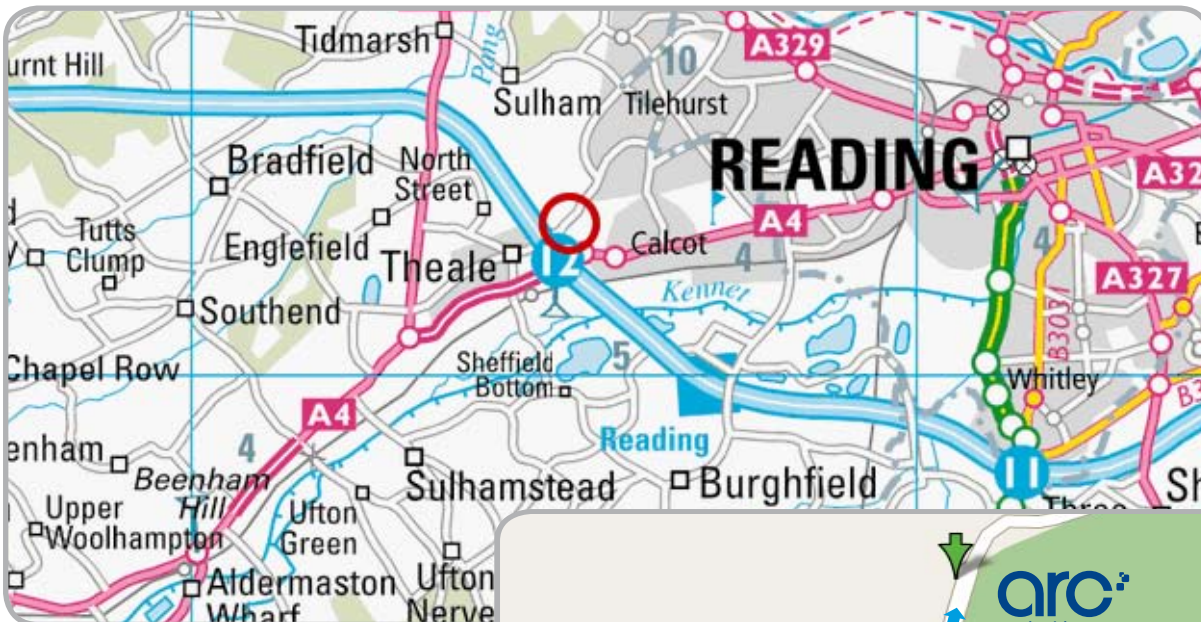 Tidmarsh
Pang
A329
urnt Hill
10
Sulham
Tilehurst
Bradfield
North
Street
READING
A32
Tutts
Clump
Englefield
Theale
12
Calcot
A4
4
4
A327
Southend
Kennet
B3031
Chapel Row
Sheffield
Bottom
5
Whitley
A4
Reading
enham
4
Beenham
Hill
Sulhamstead
Burghfield
11
Upper
Woolhampton
Ufton
Green
Aldermaston
Wharf
Ufton
Nerve
arc